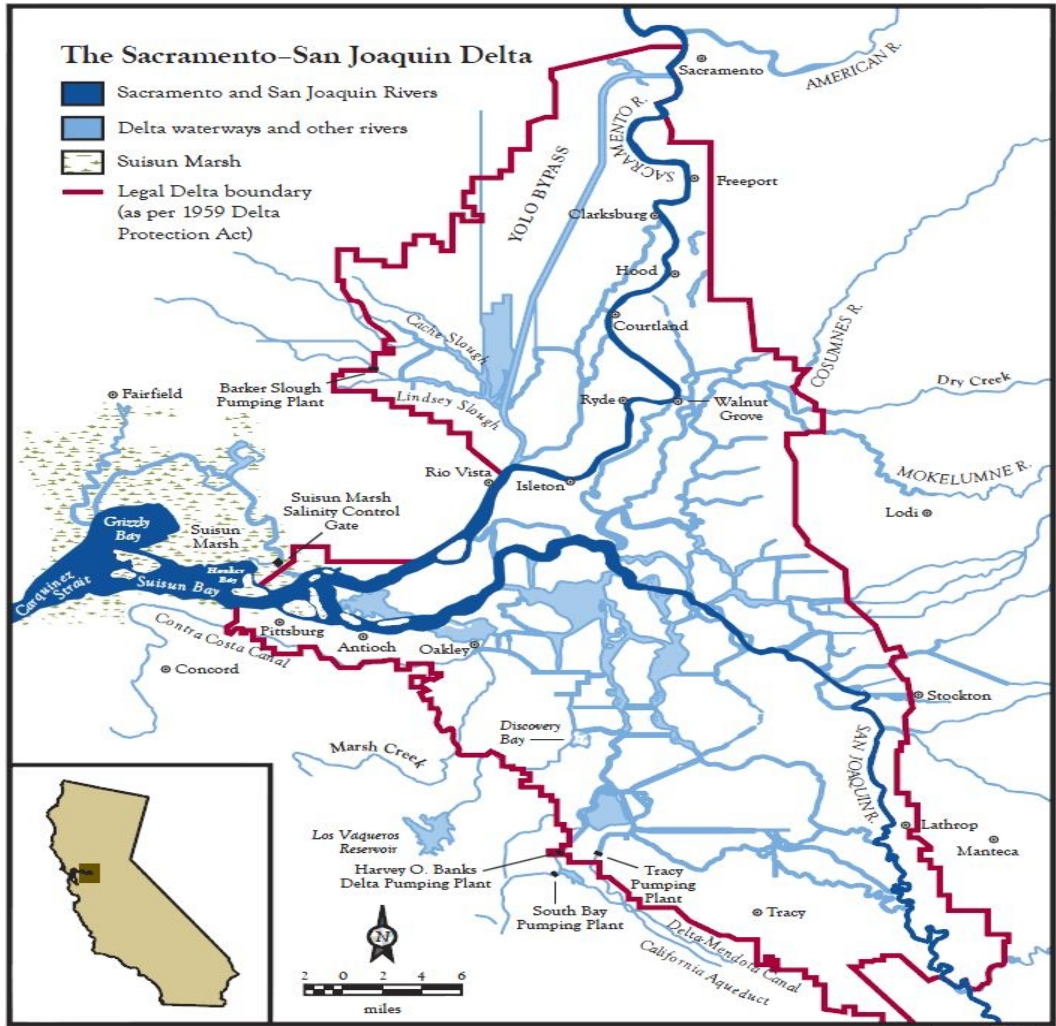 The Sacramento–San Joaquin Delta
Sacramento and San Joaquin Rivers
Delta waterways and other rivers
Suisun Marsh
Legal Delta boundary
(as per 1959 Delta
Protection Act)
Sacramento
AMERICAN R.
SACRAMENTO R.
YOLO BYPASS
Freeport
Clarksburg
Hood
Courtland
COSUMNES R.
Cache Slough
Barker Slough
Pumping Plant
Lindsey Slough
Dry Creek
Fairfield
Ryde
Walnut
Grove
MOKELUMNE R.
Rio Vista
Isleton
Lodi
Suisun Marsh
Salinity Control
Gate
Grizzly
Bay
Suisun
Marsh
Honker
Bay
Suisun Bay
Carquinez
Strait
Pittsburg
Antioch
Oakley
Contra Costa Canal
Concord
Stockton
Discovery
Bay
Marsh Creek
SAN JOAQUIN R.
Los Vaqueros
Reservoir
Lathrop
Manteca
Harvey O. Banks
Delta Pumping Plant
Tracy
Pumping
Plant
South Bay
Pumping Plant
Tracy
Delta-Mendota Canal
California Aqueduct
N
2 0 2 4 6
miles